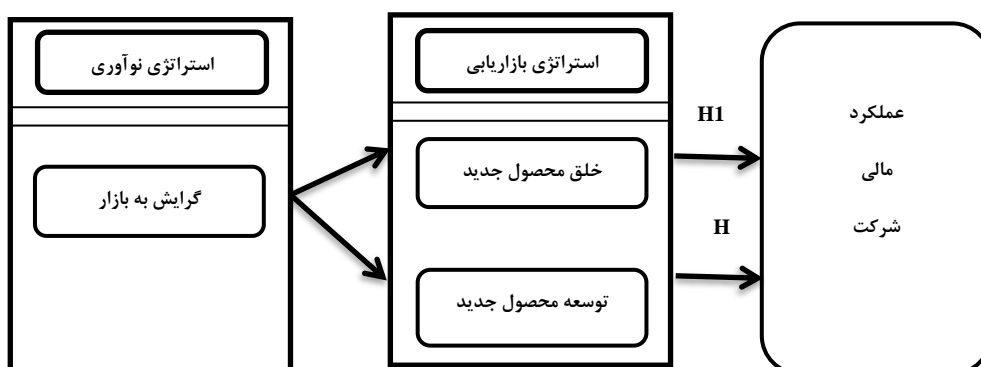 استراتژی نوآوری
گرایش به بازار
استراتژی بازاریابی
خلق محصول جدید
توسعه محصول جدید
H1
H
عملکرد
مالی
شرکت